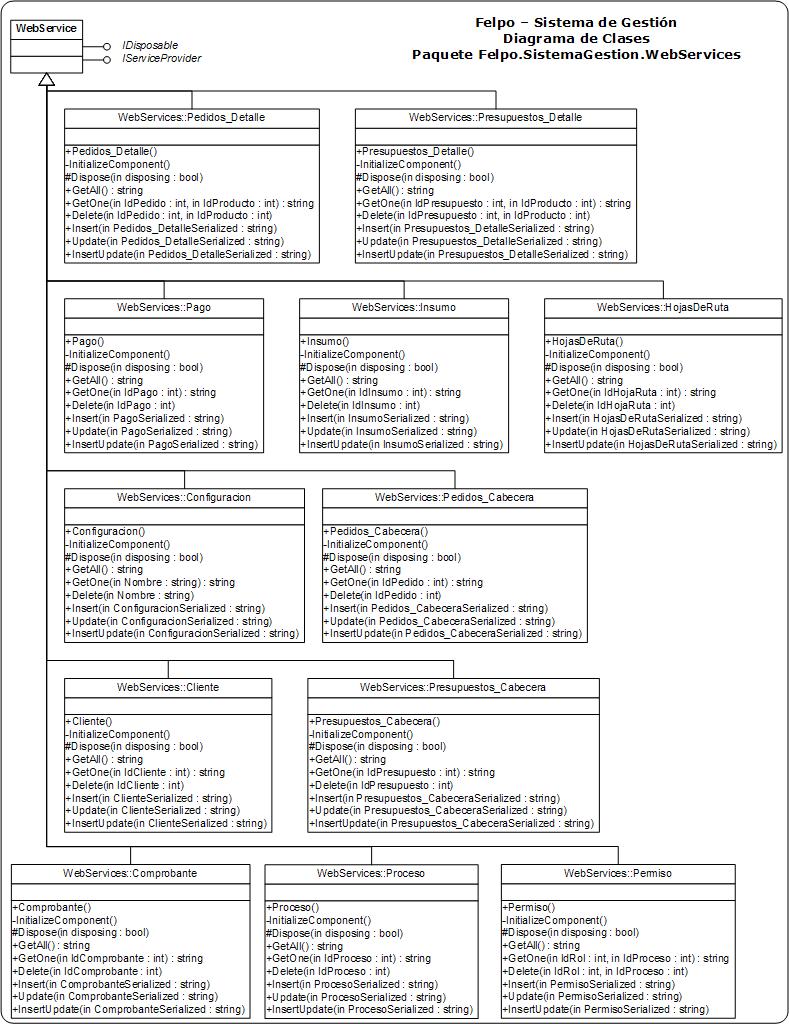 Felpo – Sistema de Gestión
Diagrama de Clases
Paquete Felpo.SistemaGestion.WebServices
WebService
IDisposable
IServiceProvider
WebServices::Pedidos_Detalle
+Pedidos_Detalle()
-InitializeComponent()
#Dispose(in disposing : bool)
+GetAll() : string
+GetOne(in IdPedido : int, in IdProducto : int) : string
+Delete(in IdPedido : int, in IdProducto : int)
+Insert(in Pedidos_DetalleSerialized : string)
+Update(in Pedidos_DetalleSerialized : string)
+InsertUpdate(in Pedidos_DetalleSerialized : string)
WebServices::Presupuestos_Detalle
+Presupuestos_Detalle()
-InitializeComponent()
#Dispose(in disposing : bool)
+GetAll() : string
+GetOne(in IdPresupuesto : int, in IdProducto : int) : string
+Delete(in IdPresupuesto : int, in IdProducto : int)
+Insert(in Presupuestos_DetalleSerialized : string)
+Update(in Presupuestos_DetalleSerialized : string)
+InsertUpdate(in Presupuestos_DetalleSerialized : string)
WebServices::Pago
+Pago()
-InitializeComponent()
#Dispose(in disposing : bool)
+GetAll() : string
+GetOne(in IdPago : int) : string
+Delete(in IdPago : int)
+Insert(in PagoSerialized : string)
+Update(in PagoSerialized : string)
+InsertUpdate(in PagoSerialized : string)
WebServices::Insumo
+Insumo()
-InitializeComponent()
#Dispose(in disposing : bool)
+GetAll() : string
+GetOne(in IdInsumo : int) : string
+Delete(in IdInsumo : int)
+Insert(in InsumoSerialized : string)
+Update(in InsumoSerialized : string)
+InsertUpdate(in InsumoSerialized : string)
WebServices::HojasDeRuta
+HojasDeRuta()
-InitializeComponent()
#Dispose(in disposing : bool)
+GetAll() : string
+GetOne(in IdHojaRuta : int) : string
+Delete(in IdHojaRuta : int)
+Insert(in HojasDeRutaSerialized : string)
+Update(in HojasDeRutaSerialized : string)
+InsertUpdate(in HojasDeRutaSerialized : string)
WebServices::Configuracion
+Configuracion()
-InitializeComponent()
#Dispose(in disposing : bool)
+GetAll() : string
+GetOne(in Nombre : string) : string
+Delete(in Nombre : string)
+Insert(in ConfiguracionSerialized : string)
+Update(in ConfiguracionSerialized : string)
+InsertUpdate(in ConfiguracionSerialized : string)
WebServices::Pedidos_Cabecera
+Pedidos_Cabecera()
-InitializeComponent()
#Dispose(in disposing : bool)
+GetAll() : string
+GetOne(in IdPedido : int) : string
+Delete(in IdPedido : int)
+Insert(in Pedidos_CabeceraSerialized : string)
+Update(in Pedidos_CabeceraSerialized : string)
+InsertUpdate(in Pedidos_CabeceraSerialized : string)
WebServices::Cliente
+Cliente()
-InitializeComponent()
#Dispose(in disposing : bool)
+GetAll() : string
+GetOne(in IdCliente : int) : string
+Delete(in IdCliente : int)
+Insert(in ClienteSerialized : string)
+Update(in ClienteSerialized : string)
+InsertUpdate(in ClienteSerialized : string)
WebServices::Presupuestos_Cabecera
+Presupuestos_Cabecera()
-InitializeComponent()
#Dispose(in disposing : bool)
+GetAll() : string
+GetOne(in IdPresupuesto : int) : string
+Delete(in IdPresupuesto : int)
+Insert(in Presupuestos_CabeceraSerialized : string)
+Update(in Presupuestos_CabeceraSerialized : string)
+InsertUpdate(in Presupuestos_CabeceraSerialized : string)
WebServices::Comprobante
+Comprobante()
-InitializeComponent()
#Dispose(in disposing : bool)
+GetAll() : string
+GetOne(in IdComprobante : int) : string
+Delete(in IdComprobante : int)
+Insert(in ComprobanteSerialized : string)
+Update(in ComprobanteSerialized : string)
+InsertUpdate(in ComprobanteSerialized : string)
WebServices::Proceso
+Proceso()
-InitializeComponent()
#Dispose(in disposing : bool)
+GetAll() : string
+GetOne(in IdProceso : int) : string
+Delete(in IdProceso : int)
+Insert(in ProcesoSerialized : string)
+Update(in ProcesoSerialized : string)
+InsertUpdate(in ProcesoSerialized : string)
WebServices::Permiso
+Permiso()
-InitializeComponent()
#Dispose(in disposing : bool)
+GetAll() : string
+GetOne(in IdRol : int, in IdProceso : int) : string
+Delete(in IdRol : int, in IdProceso : int)
+Insert(in PermisoSerialized : string)
+Update(in PermisoSerialized : string)
+InsertUpdate(in PermisoSerialized : string)